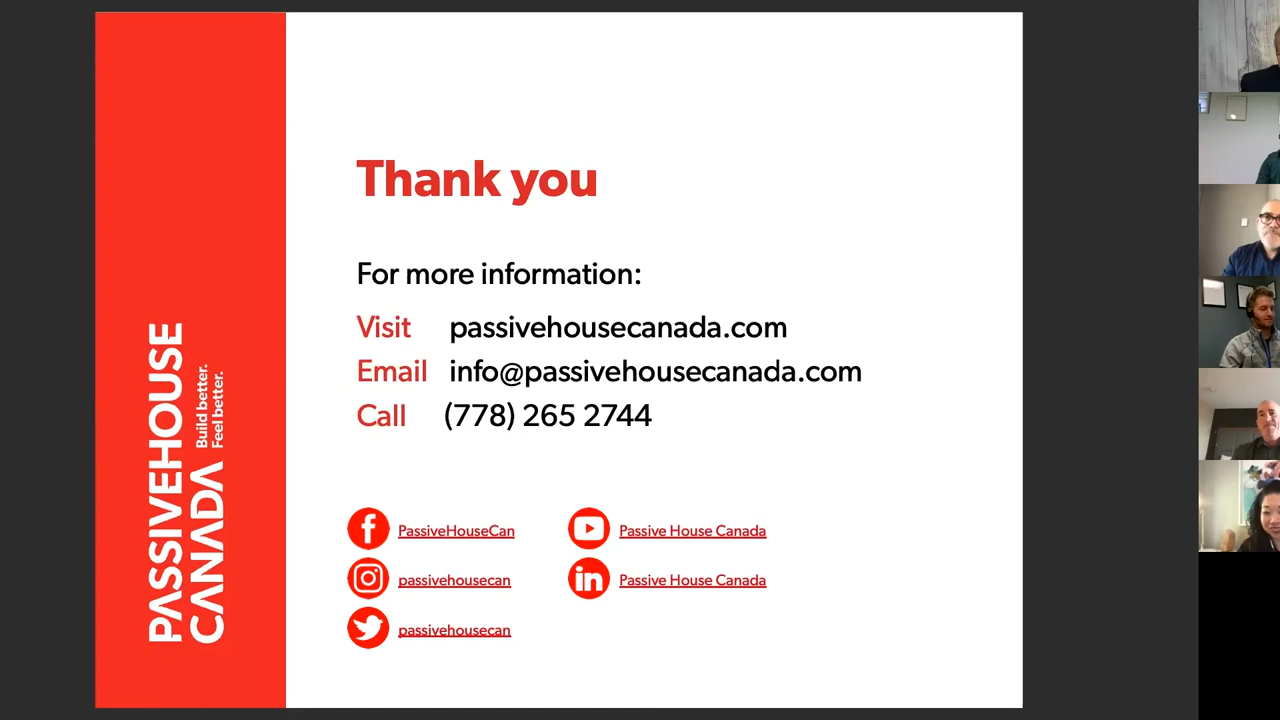 PASSIVEHOUSE
CANADA
Build better.
Feel better.
Thank you
For more information:
Visit passivehousecanada.com
Email info@passivehousecanada.com
Call (778) 265 2744
PassiveHouseCan
Passive House Canada
passivehousecan
Passive House Canada
passivehousecan